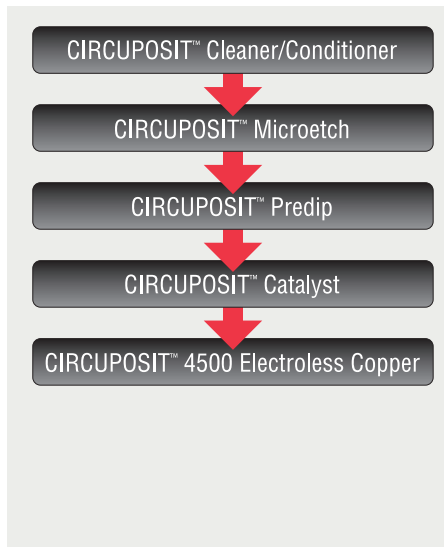 CIRCUPOSIT™ Cleaner/Conditioner
CIRCUPOSIT™ Microetch
CIRCUPOSIT™ Predip
CIRCUPOSIT™ Catalyst
CIRCUPOSIT™ 4500 Electroless Copper